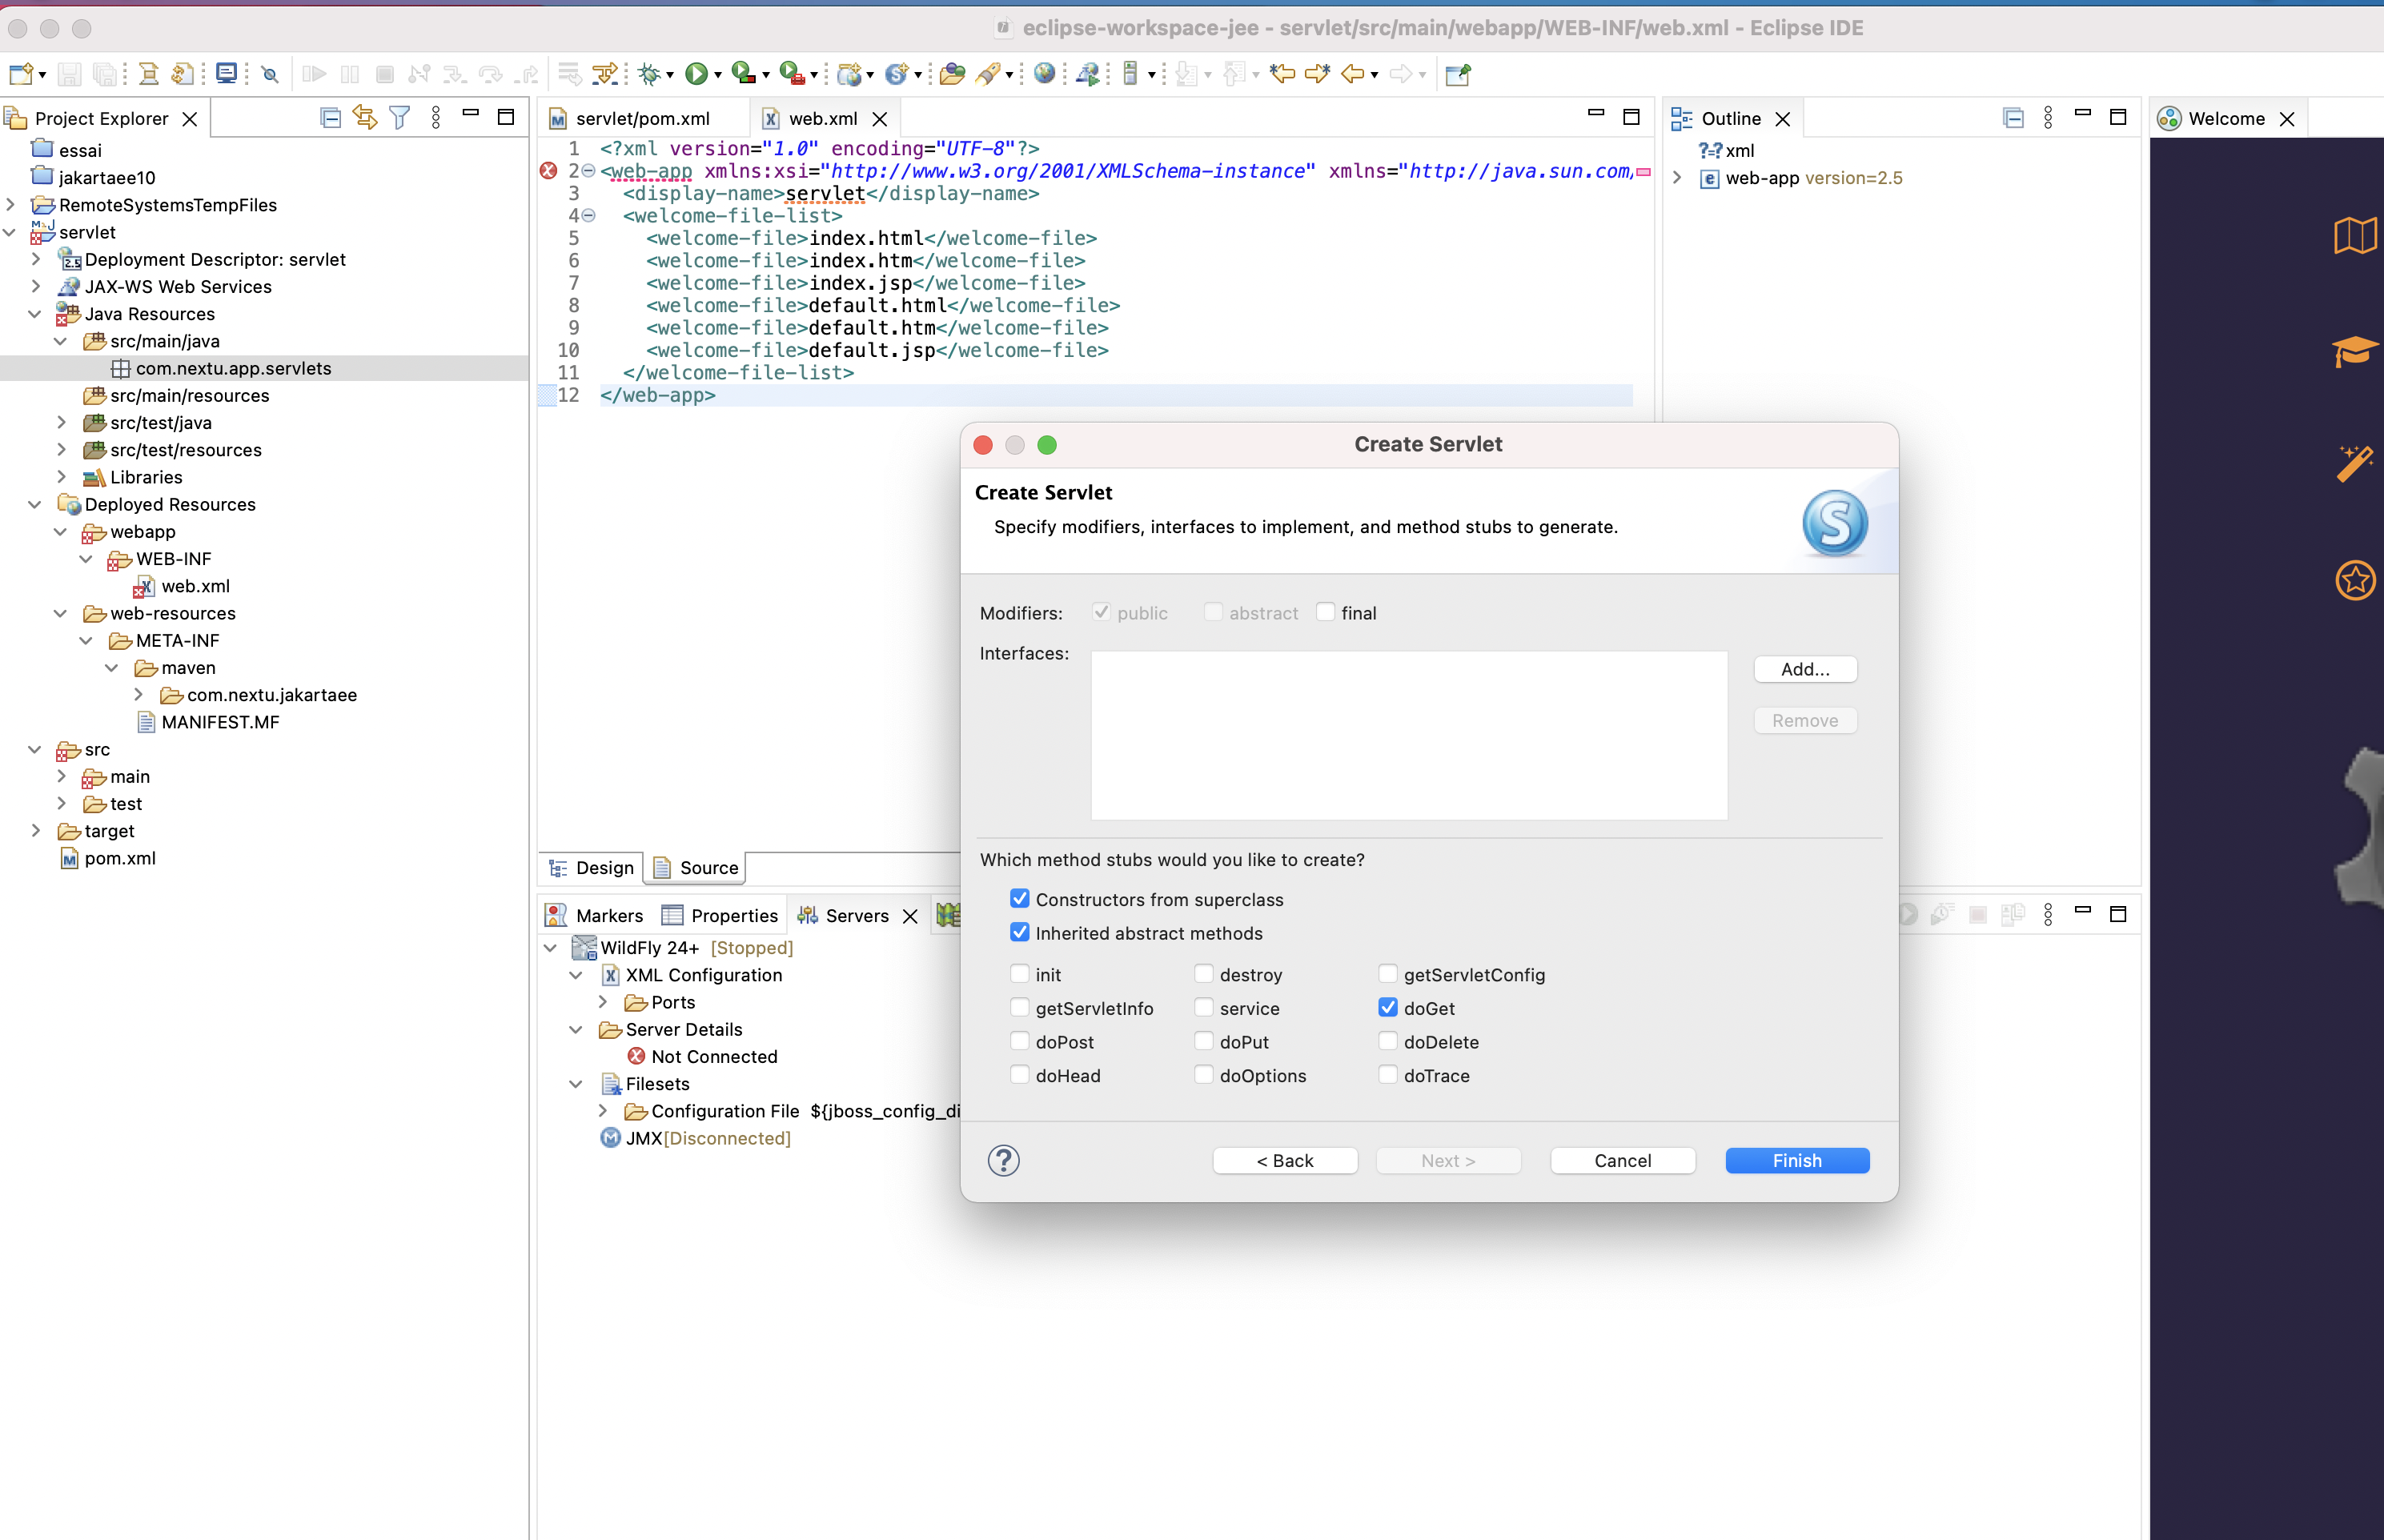 eclipse-workspace-jee - servlet/src/main/webapp/WEB-INF/web.xml - Eclipse IDE
Project Explorer
essai
jakartaee10
RemoteSystemsTempFiles
servlet
Deployment Descriptor: servlet
JAX-WS Web Services
Java Resources
src/main/java
com.nextu.app.servlets
src/main/resources
src/test/java
src/test/resources
Libraries
Deployed Resources
webapp
WEB-INF
web.xml
web-resources
META-INF
maven
com.nextu.jakartaee
MANIFEST.MF
src
main
test
target
pom.xml
servlet/pom.xml
web.xml
1 <?xml version="1.0" encoding="UTF-8"?>
2 <web-app xmlns:xsi="http://www.w3.org/2001/XMLSchema-instance" xmlns="http://java.sun.com/
3 <display-name>servlet</display-name>
4 <welcome-file-list>
5 <welcome-file>index.html</welcome-file>
6 <welcome-file>index.htm</welcome-file>
7 <welcome-file>index.jsp</welcome-file>
8 <welcome-file>default.html</welcome-file>
9 <welcome-file>default.htm</welcome-file>
10 <welcome-file>default.jsp</welcome-file>
11 </welcome-file-list>
12 </web-app>
Design
Source
Outline
?=? xml
e web-app version=2.5
Welcome
Markers
Properties
Servers
WildFly 24+ [Stopped]
XML Configuration
Ports
Server Details
Not Connected
Filesets
Configuration File ${jboss_config_di
JMX[Disconnected]
Create Servlet
Create Servlet
Specify modifiers, interfaces to implement, and method stubs to generate.
Modifiers: public abstract final
Interfaces:
Add...
Remove
Which method stubs would you like to create?
Constructors from superclass
Inherited abstract methods
init destroy getServletConfig
getServletInfo service doGet
doPost doPut doDelete
doHead doOptions doTrace
? < Back Next > Cancel Finish